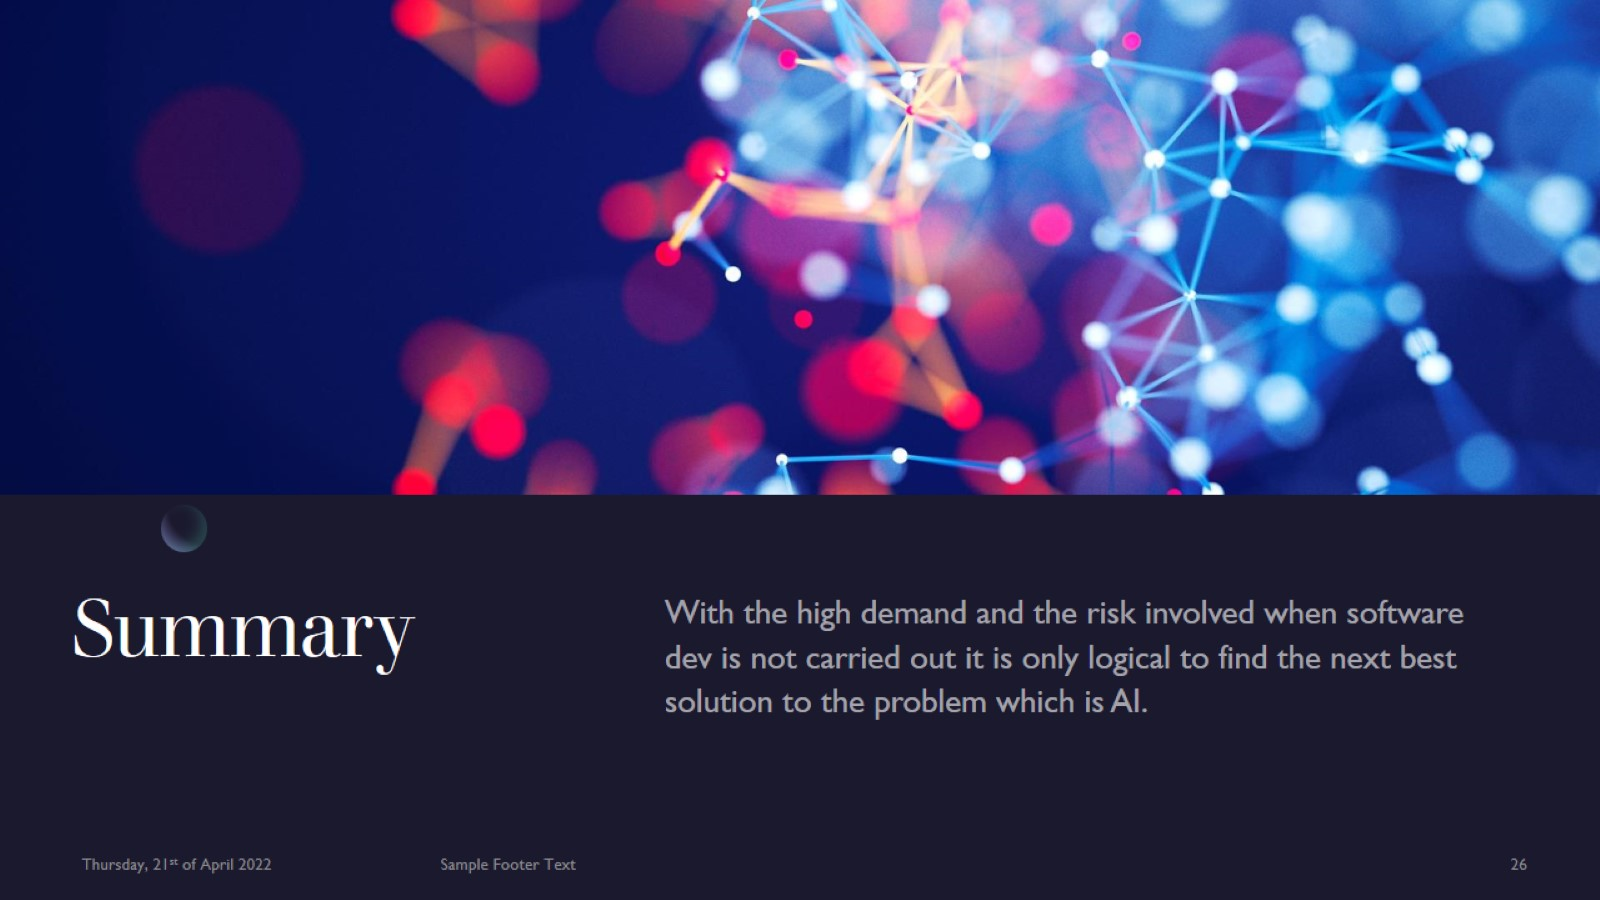 Summary
With the high demand and the risk involved when software
dev is not carried out it is only logical to find the next best
solution to the problem which is AI.
Thursday, 21st of April 2022
Sample Footer Text
26